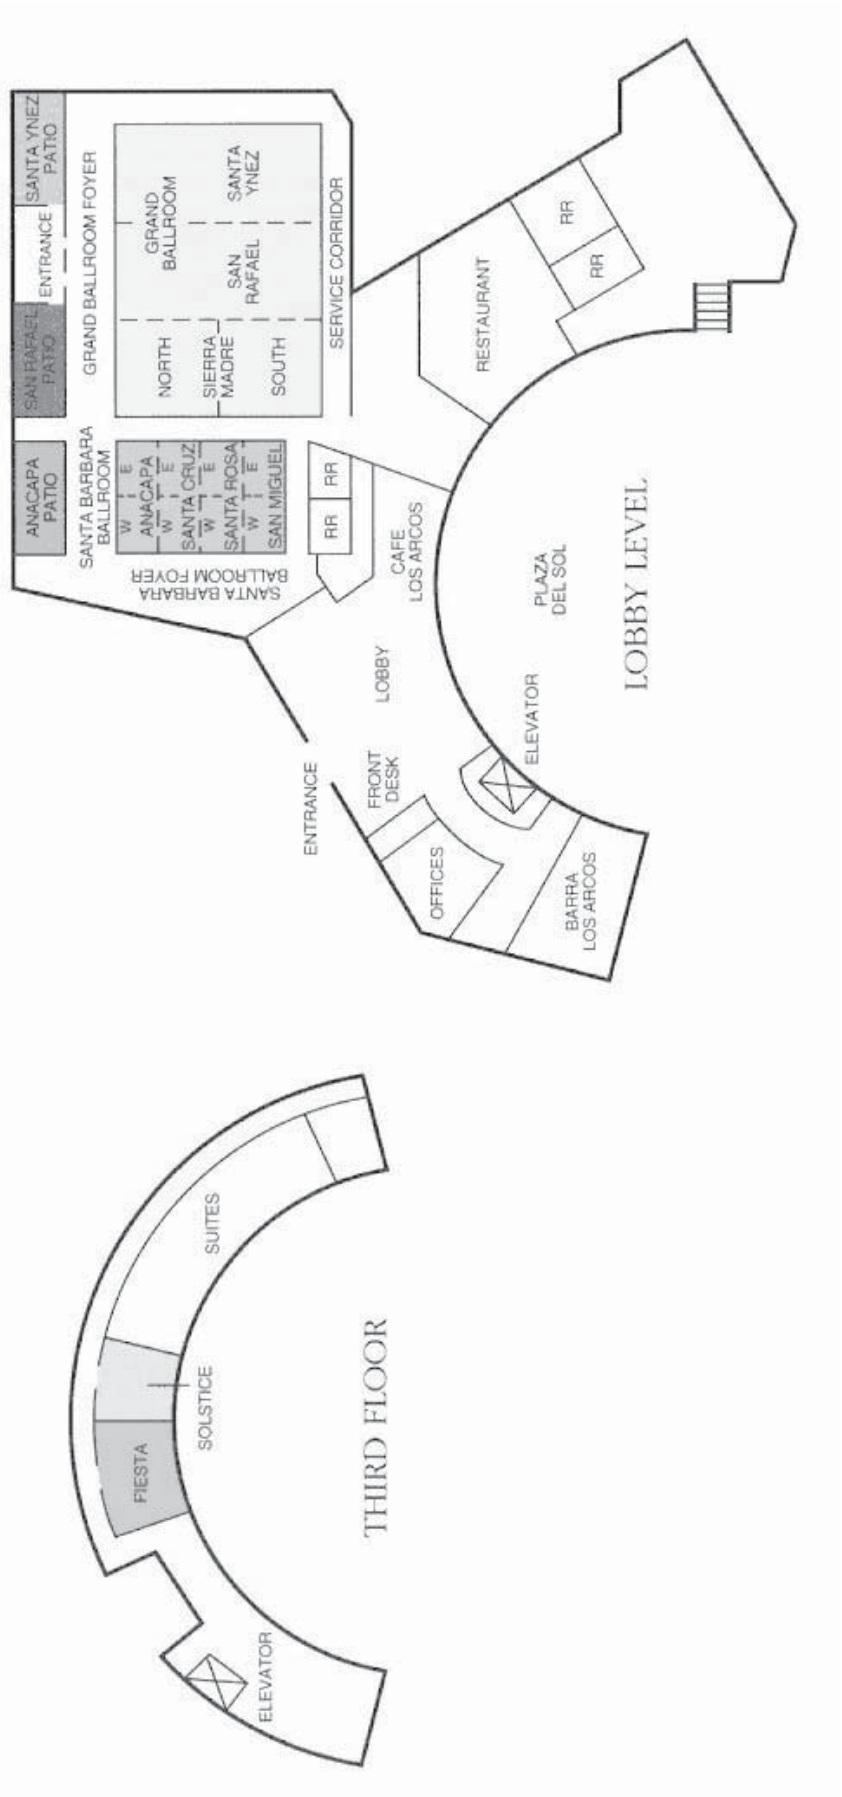 FIESTA
SOLSTICE
SUITES
ELEVATOR
THIRD FLOOR
ANACAPA
PATIO
SAN RAFAEL
PATIO
ENTRANCE
SANTA YNEZ
PATIO
SANTA BARBARA
BALLROOM
GRAND BALLROOM FOYER
SANTA BARBARA
BALLROOM FOYER
W E
ANACAPA
W E
SANTA CRUZ
W E
SANTA ROSA
W E
SAN MIGUEL
NORTH
SIERRA
MADRE
SOUTH
GRAND
BALLROOM
SAN
RAFAEL
SANTA
YNEZ
SERVICE CORRIDOR
RR
RR
ENTRANCE
LOBBY
FRONT
DESK
CAFE
LOS ARCOS
OFFICES
RESTAURANT
RR
RR
ELEVATOR
PLAZA
DEL SOL
BARRA
LOS ARCOS
LOBBY LEVEL